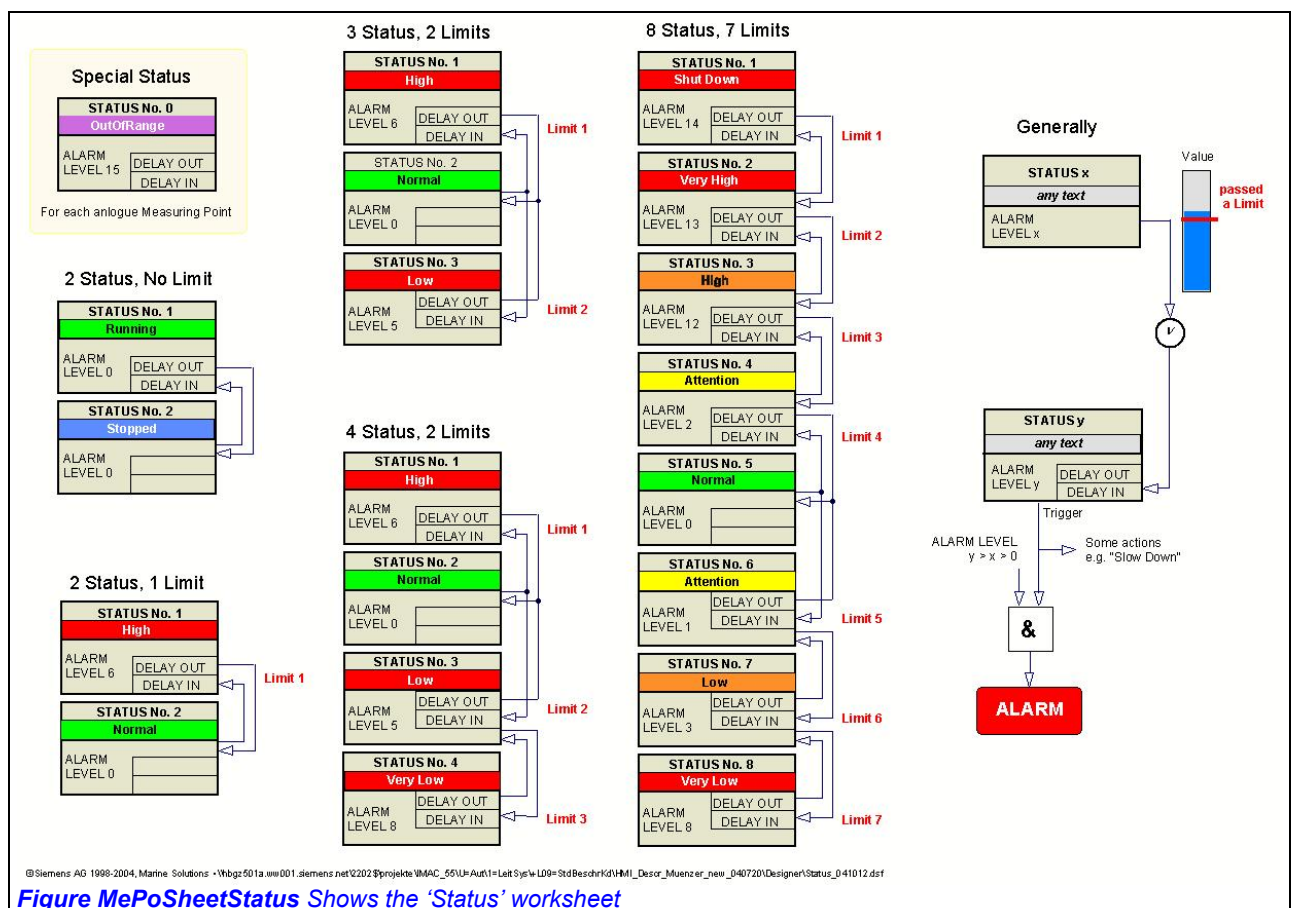 Special Status
STATUS No. 0
OutOfRange
ALARM
LEVEL 15
DELAY OUT
DELAY IN
For each anlogue Measuring Point
2 Status, No Limit
STATUS No. 1
Running
ALARM
LEVEL 0
DELAY OUT
DELAY IN
STATUS No. 2
Stopped
ALARM
LEVEL 0
2 Status, 1 Limit
STATUS No. 1
High
ALARM
LEVEL 6
DELAY OUT
DELAY IN
Limit 1
STATUS No. 2
Normal
ALARM
LEVEL 0
3 Status, 2 Limits
STATUS No. 1
High
ALARM
LEVEL 6
DELAY OUT
DELAY IN
Limit 1
STATUS No. 2
Normal
ALARM
LEVEL 0
STATUS No. 3
Low
ALARM
LEVEL 5
DELAY OUT
DELAY IN
Limit 2
4 Status, 2 Limits
STATUS No. 1
High
ALARM
LEVEL 6
DELAY OUT
DELAY IN
Limit 1
STATUS No. 2
Normal
ALARM
LEVEL 0
STATUS No. 3
Low
ALARM
LEVEL 5
DELAY OUT
DELAY IN
Limit 2
STATUS No. 4
Very Low
ALARM
LEVEL 8
DELAY OUT
DELAY IN
Limit 3
8 Status, 7 Limits
STATUS No. 1
Shut Down
ALARM
LEVEL 14
DELAY OUT
DELAY IN
Limit 1
STATUS No. 2
Very High
ALARM
LEVEL 13
DELAY OUT
DELAY IN
Limit 2
STATUS No. 3
High
ALARM
LEVEL 12
DELAY OUT
DELAY IN
Limit 3
STATUS No. 4
Attention
ALARM
LEVEL 2
DELAY OUT
DELAY IN
Limit 4
STATUS No. 5
Normal
ALARM
LEVEL 0
STATUS No. 6
Attention
ALARM
LEVEL 1
DELAY OUT
DELAY IN
Limit 5
STATUS No. 7
Low
ALARM
LEVEL 3
DELAY OUT
DELAY IN
Limit 6
STATUS No. 8
Very Low
ALARM
LEVEL 8
DELAY OUT
DELAY IN
Limit 7
Generally
STATUS x
any text
ALARM
LEVEL x
Value
passed
a Limit
STATUS y
any text
ALARM
LEVEL y
DELAY OUT
DELAY IN
Trigger
ALARM LEVEL
y > x > 0
Some actions
e.g. "Slow Down"
&
ALARM
©Siemens AG 1998-2004, Marine Solutions
Figure MePoSheetStatus Shows the ‘Status’ worksheet